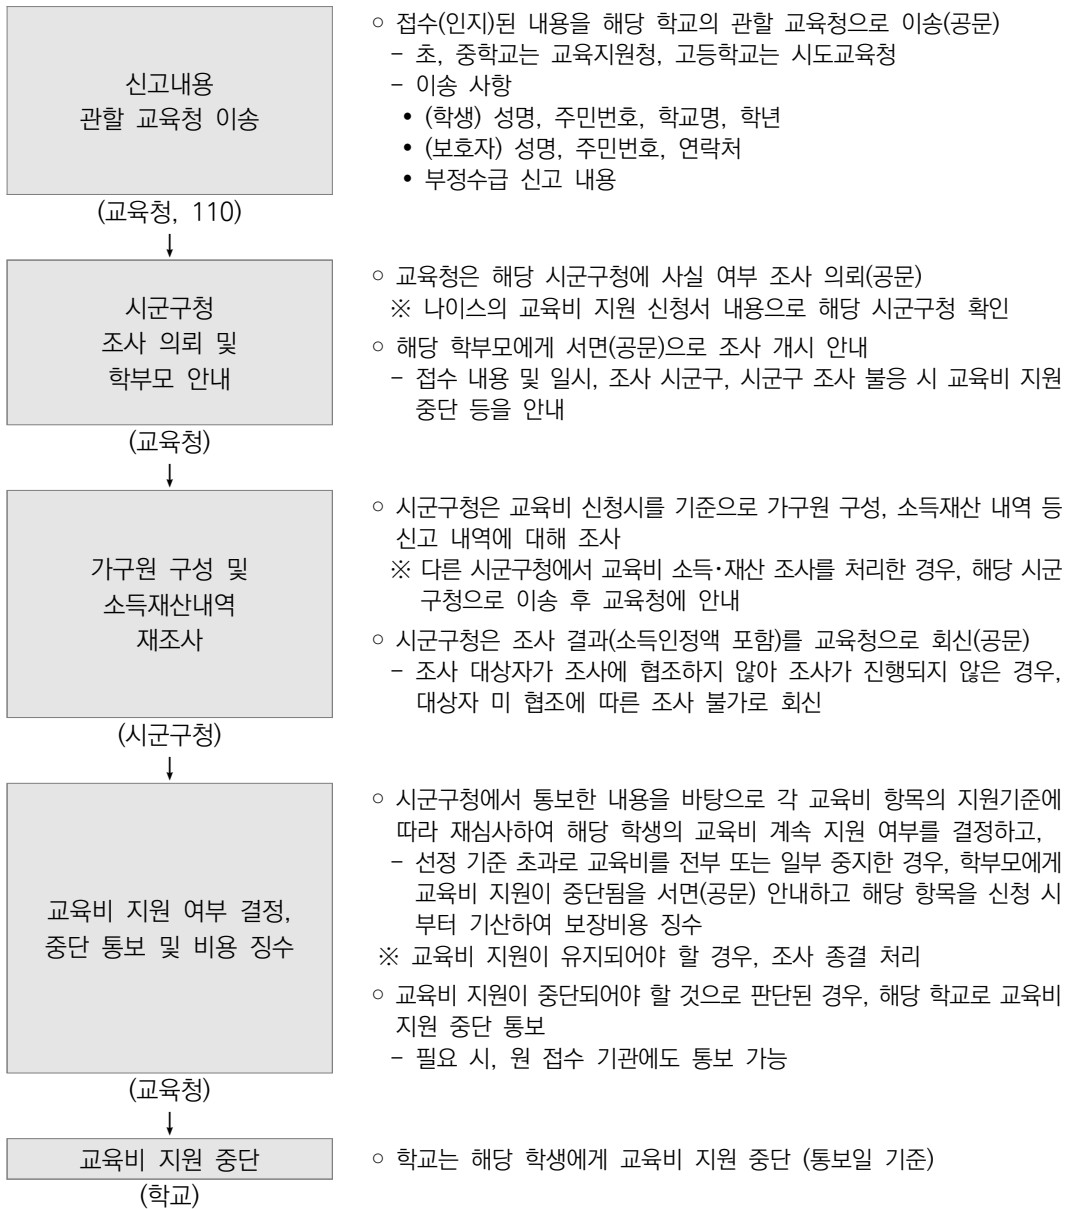 신고내용
관할 교육청 이송
(교육청, 110)
○ 접수(인지)된 내용을 해당 학교의 관할 교육청으로 이송(공문)
- 초, 중학교는 교육지원청, 고등학교는 시도교육청
- 이송 사항
• (학생) 성명, 주민번호, 학교명, 학년
• (보호자) 성명, 주민번호, 연락처
• 부정수급 신고 내용
↓
시군구청
조사 의뢰 및
학부모 안내
(교육청)
○ 교육청은 해당 시군구청에 사실 여부 조사 의뢰(공문)
※ 나이스의 교육비 지원 신청서 내용으로 해당 시군구청 확인
○ 해당 학부모에게 서면(공문)으로 조사 개시 안내
- 접수 내용 및 일시, 조사 시군구, 시군구 조사 불응 시 교육비 지원
중단 등을 안내
↓
가구원 구성 및
소득재산내역
재조사
(시군구청)
○ 시군구청은 교육비 신청시를 기준으로 가구원 구성, 소득재산 내역 등
신고 내역에 대해 조사
※ 다른 시군구청에서 교육비 소득·재산 조사를 처리한 경우, 해당 시군
구청으로 이송 후 교육청에 안내
○ 시군구청은 조사 결과(소득인정액 포함)를 교육청으로 회신(공문)
- 조사 대상자가 조사에 협조하지 않아 조사가 진행되지 않은 경우,
대상자 미 협조에 따른 조사 불가로 회신
↓
교육비 지원 여부 결정,
중단 통보 및 비용 징수
(교육청)
○ 시군구청에서 통보한 내용을 바탕으로 각 교육비 항목의 지원기준에
따라 재심사하여 해당 학생의 교육비 계속 지원 여부를 결정하고,
- 선정 기준 초과로 교육비를 전부 또는 일부 중지한 경우, 학부모에게
교육비 지원이 중단됨을 서면(공문) 안내하고 해당 항목을 신청 시
부터 기산하여 보장비용 징수
※ 교육비 지원이 유지되어야 할 경우, 조사 종결 처리
○ 교육비 지원이 중단되어야 할 것으로 판단된 경우, 해당 학교로 교육비
지원 중단 통보
- 필요 시, 원 접수 기관에도 통보 가능
↓
교육비 지원 중단
(학교)
○ 학교는 해당 학생에게 교육비 지원 중단 (통보일 기준)